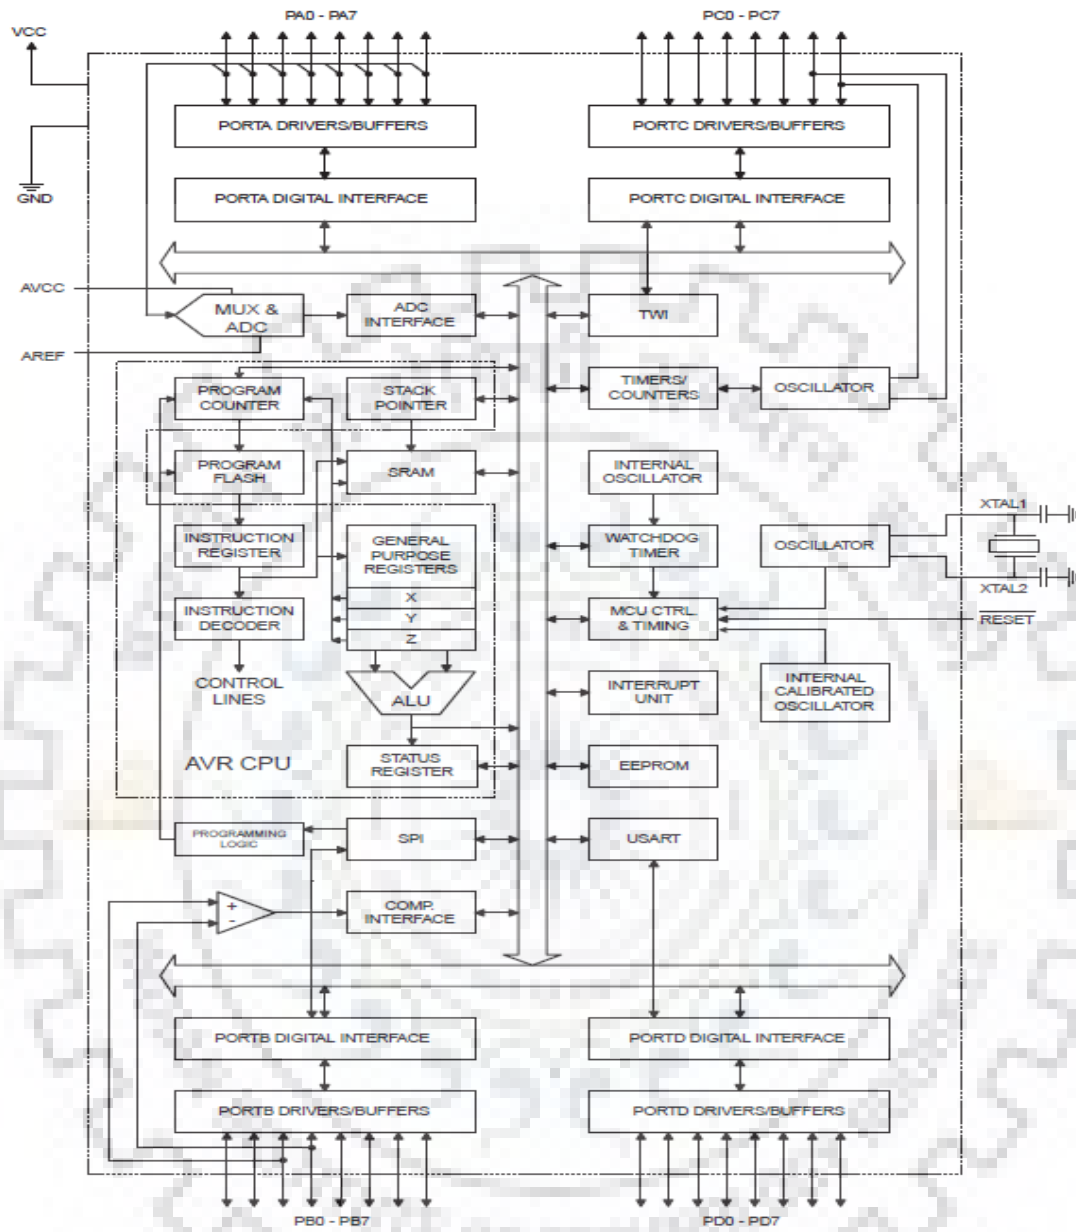 PA0 - PA7
PC0 - PC7
VCC
PORTA DRIVERS/BUFFERS
PORTC DRIVERS/BUFFERS
GND
PORTA DIGITAL INTERFACE
PORTC DIGITAL INTERFACE
AVCC
MUX &
ADC
ADC
INTERFACE
TWI
AREF
PROGRAM
COUNTER
STACK
POINTER
TIMERS/
COUNTERS
OSCILLATOR
PROGRAM
FLASH
SRAM
INTERNAL
OSCILLATOR
XTAL1
INSTRUCTION
REGISTER
GENERAL
PURPOSE
REGISTERS
WATCHDOG
TIMER
OSCILLATOR
XTAL2
X
INSTRUCTION
DECODER
Y
MCU CTRL.
& TIMING
RESET
Z
CONTROL
LINES
INTERRUPT
UNIT
INTERNAL
CALIBRATED
OSCILLATOR
ALU
AVR CPU
STATUS
REGISTER
EEPROM
PROGRAMMING
LOGIC
SPI
USART
+
-
COMP.
INTERFACE
PORTB DIGITAL INTERFACE
PORTD DIGITAL INTERFACE
PORTB DRIVERS/BUFFERS
PORTD DRIVERS/BUFFERS
PB0 - PB7
PD0 - PD7